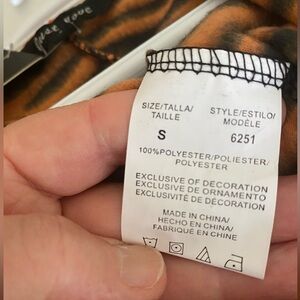 SIZE/TALLA/ STYLE/ESTILO/
TAILLE MODÈLE
S 6251
100%POLYESTER/POLIESTER/
POLYESTER
EXCLUSIVE OF DECORATION
EXCLUSIVE DE ORNAMENTO
EXCLUSIVITÉ DE DÉCORATION
MADE IN CHINA/
HECHO EN CHINA/
FABRIQUÉ EN CHINE